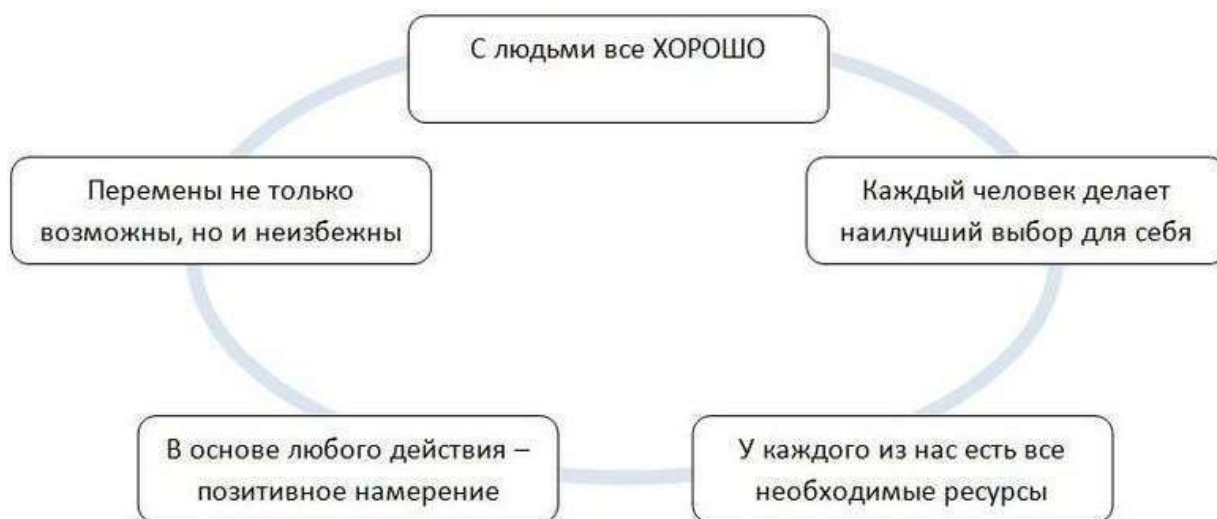 С людьми все ХОРОШО
Перемены не только
возможны, но и неизбежны
Каждый человек делает
наилучший выбор для себя
В основе любого действия –
позитивное намерение
У каждого из нас есть все
необходимые ресурсы